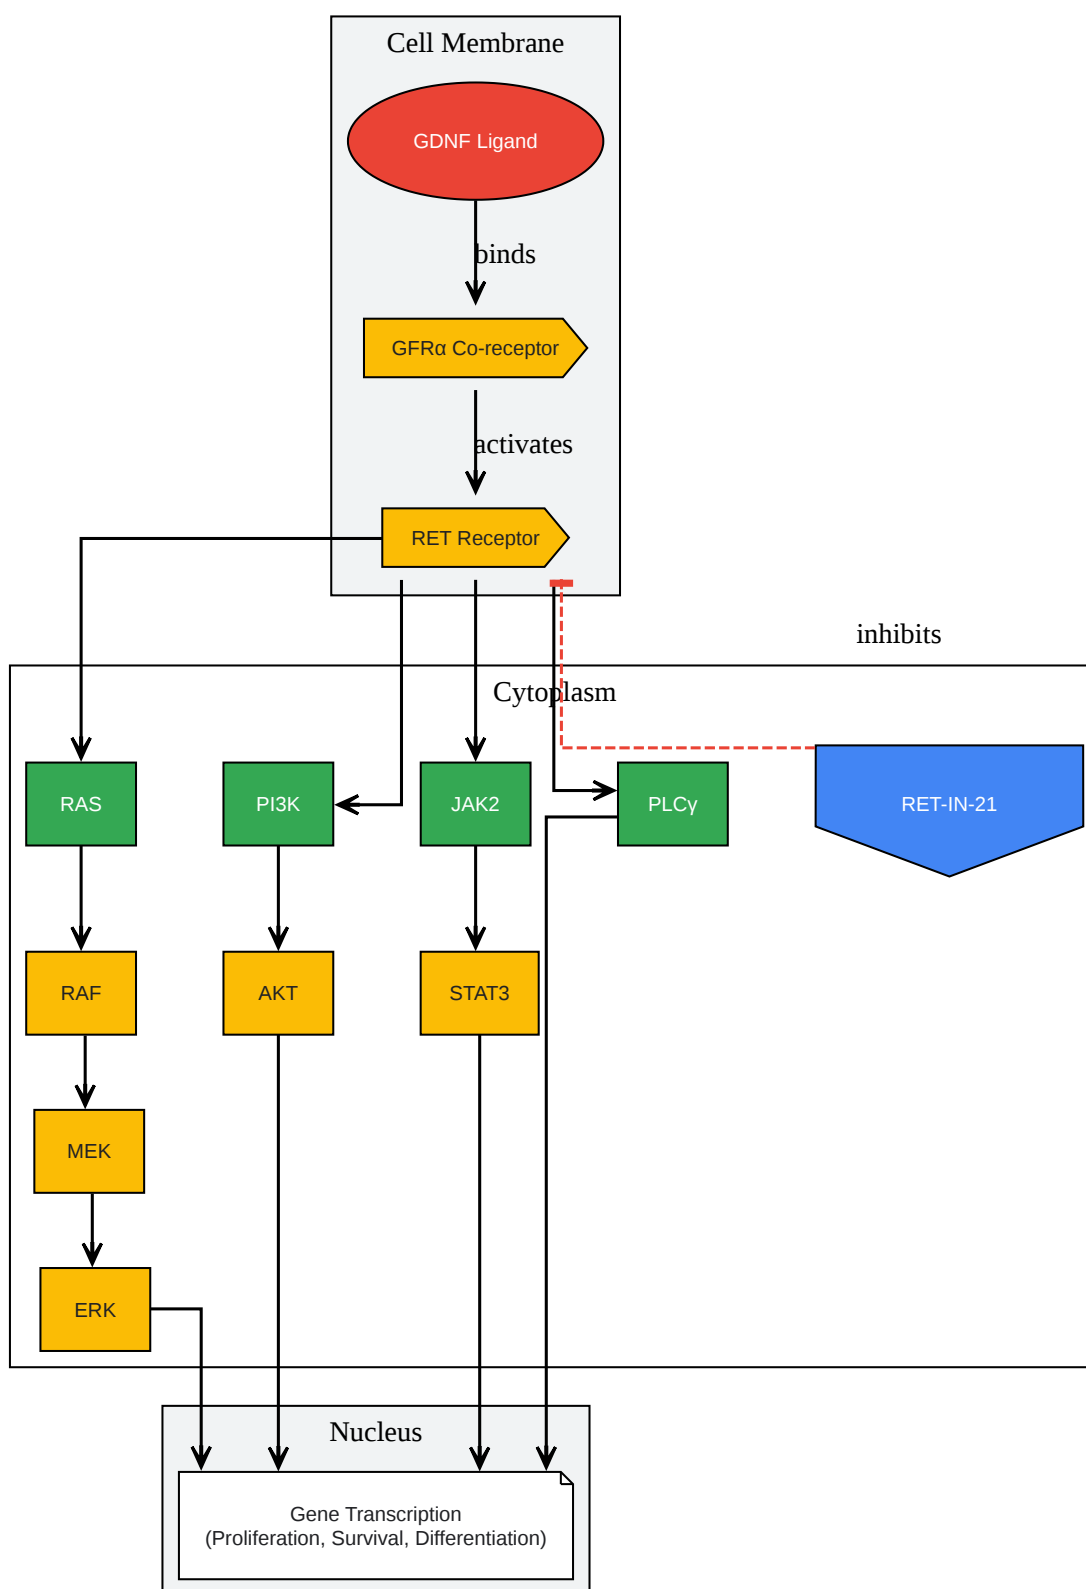 Cell Membrane
GDNF Ligand
binds
GFRα Co-receptor
activates
RET Receptor
inhibits
Cytoplasm
RAS
PI3K
JAK2
PLCγ
RET-IN-21
RAF
AKT
STAT3
MEK
ERK
Nucleus
Gene Transcription
(Proliferation, Survival, Differentiation)